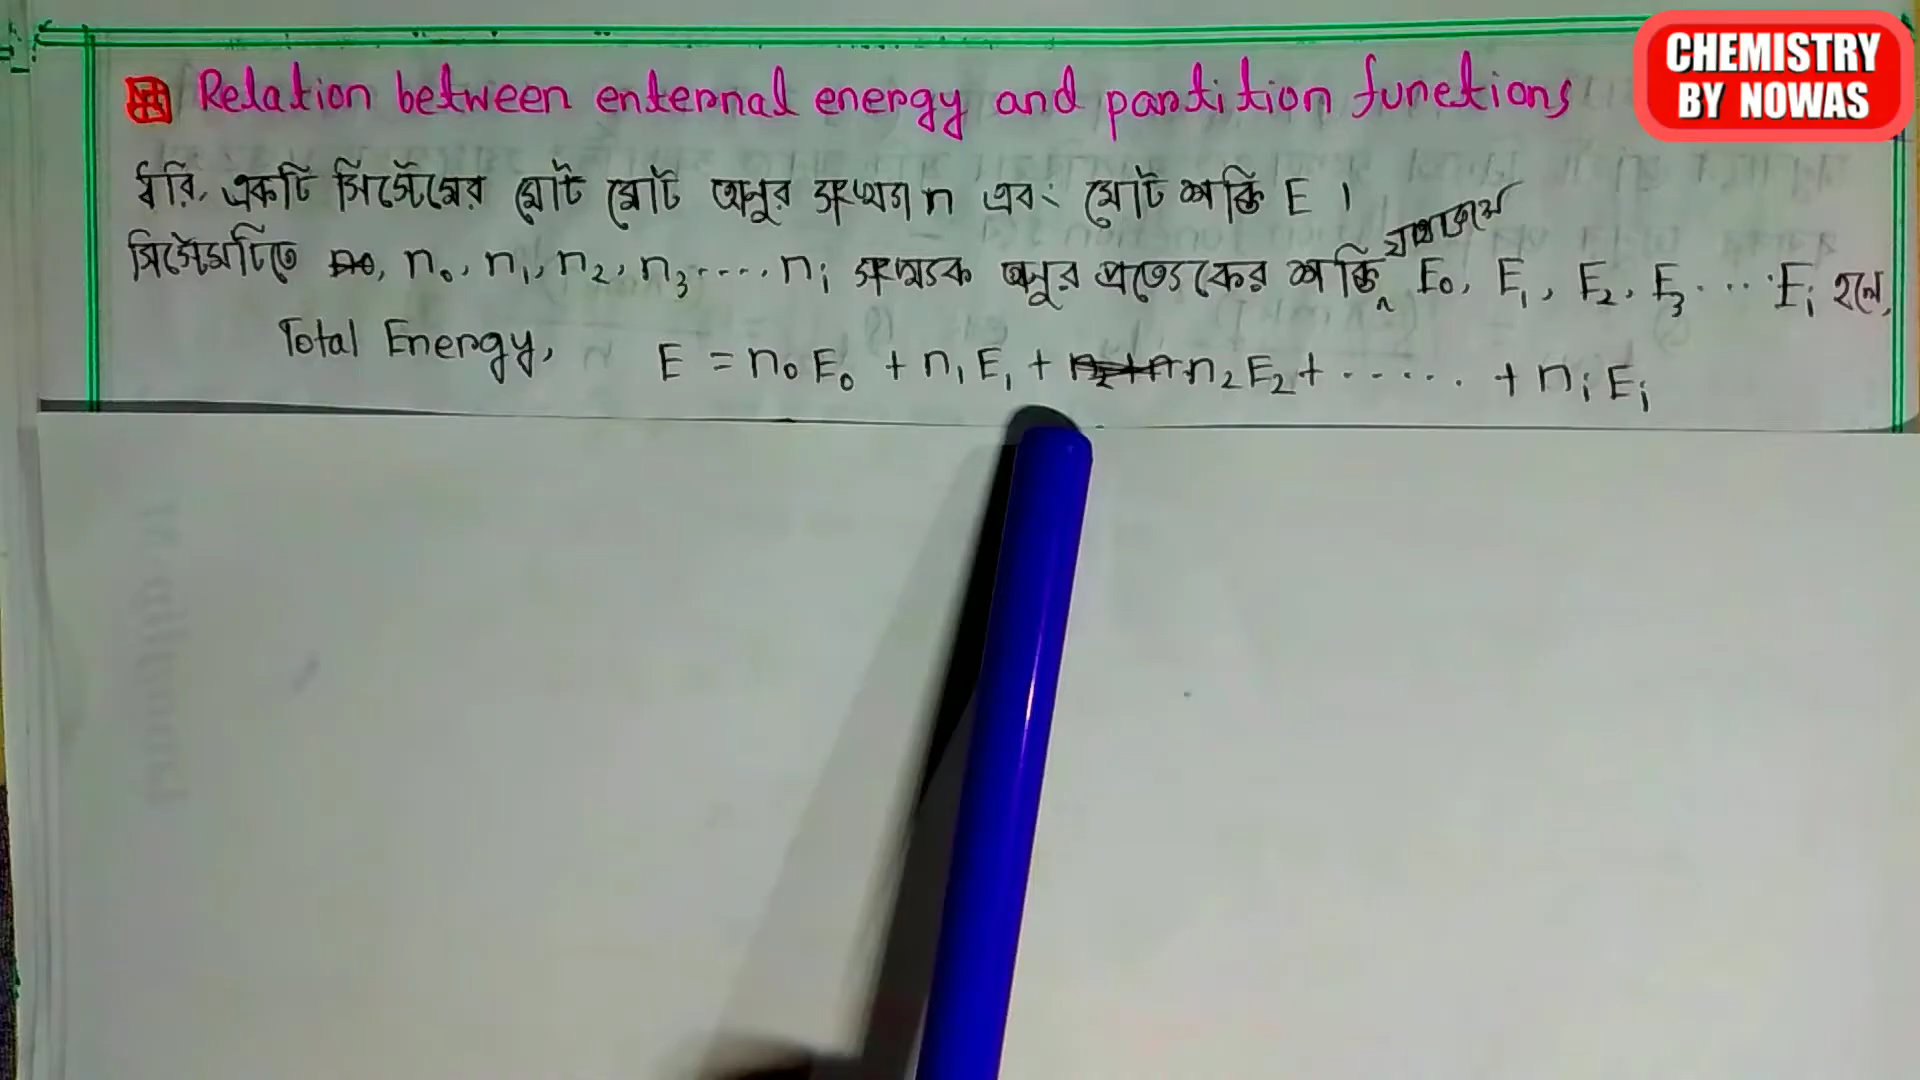 CHEMISTRY
BY NOWAS
Relation between enternal energy and partition functions
ধরি, একটি সিস্টেমের মোট মোট অনুর সংখ্যা n এবং মোট শক্তি E ।
সিস্টেমটিতে n₀, n₁, n₂, n₃ ...., nᵢ সংখ্যক অনুর প্রত্যেকের শক্তি যথাক্রমে E₀, E₁, E₂, E₃ .... Eᵢ হলে,
Total Energy, E = n₀E₀ + n₁E₁ + n₂E₂ + ...... + nᵢEᵢ